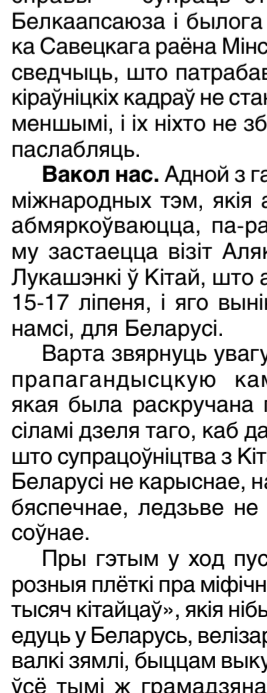 Белкаапсаюза і былога
ка Савецкага раёна Мінс
сведчыць, што патрабав
кіраўніцкіх кадраў не стан
меншымі, і іх ніхто не зб
паслабляць.
Вакол нас. Адной з га
міжнародных тэм, якія а
абмяркоўваюцца, па-ра
му застаецца візіт Аляк
Лукашэнкі ў Кітай, што а
15-17 ліпеня, і яго выні
намсі, для Беларусі.
Варта звярнуць увагу
прапагандысцкую кам
якая была раскручана п
сіламі дзеля таго, каб да
што супрацоўніцтва з Кіт
Беларусі не карыснае, на
бяспечнае, ледзьве не
соўнае.
Пры гэтым у ход пус
розныя плёткі пра міфічн
тысяч кітайцаў», якія нібы
едуць у Беларусь, велізар
валкі зямлі, быццам выку
ўсё тымі ж грамадзяна